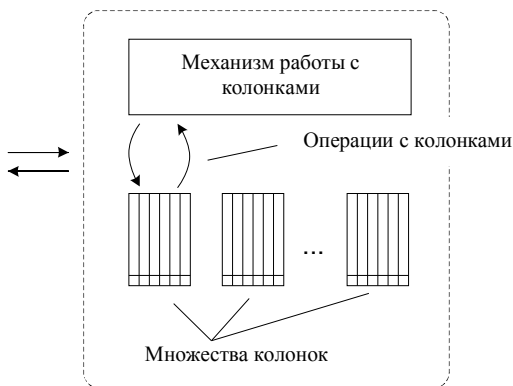 Механизм работы с
колонками
Операции с колонками
...
Множества колонок